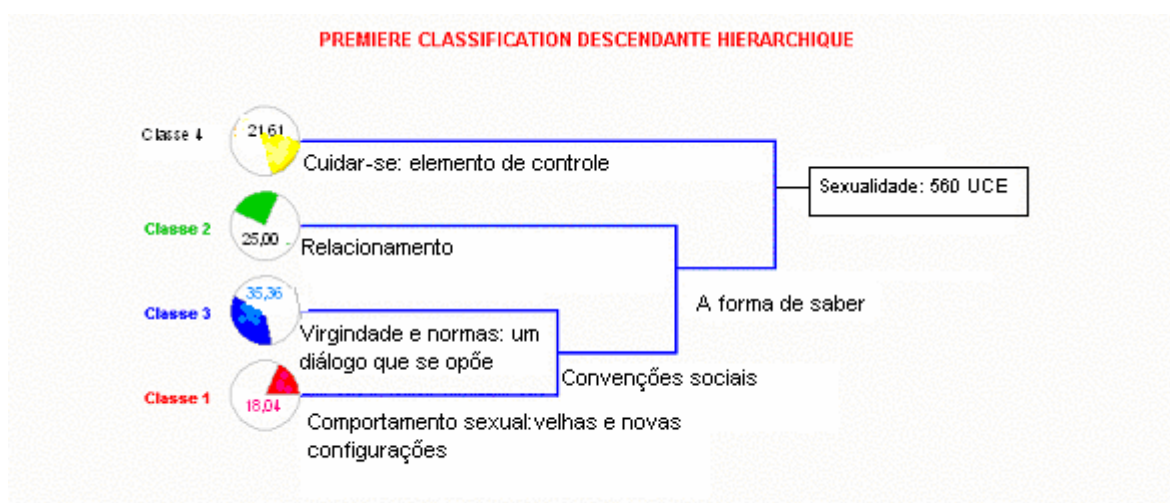 PREMIERE CLASSIFICATION DESCENDANTE HIERARCHIQUE
Classe 4
21,61
Cuidar-se: elemento de controle
Sexualidade: 560 UCE
Classe 2
25,00
Relacionamento
A forma de saber
Classe 3
35,36
Virgindade e normas: um
diálogo que se opõe
Convenções sociais
Classe 1
18,04
Comportamento sexual:velhas e novas
configurações